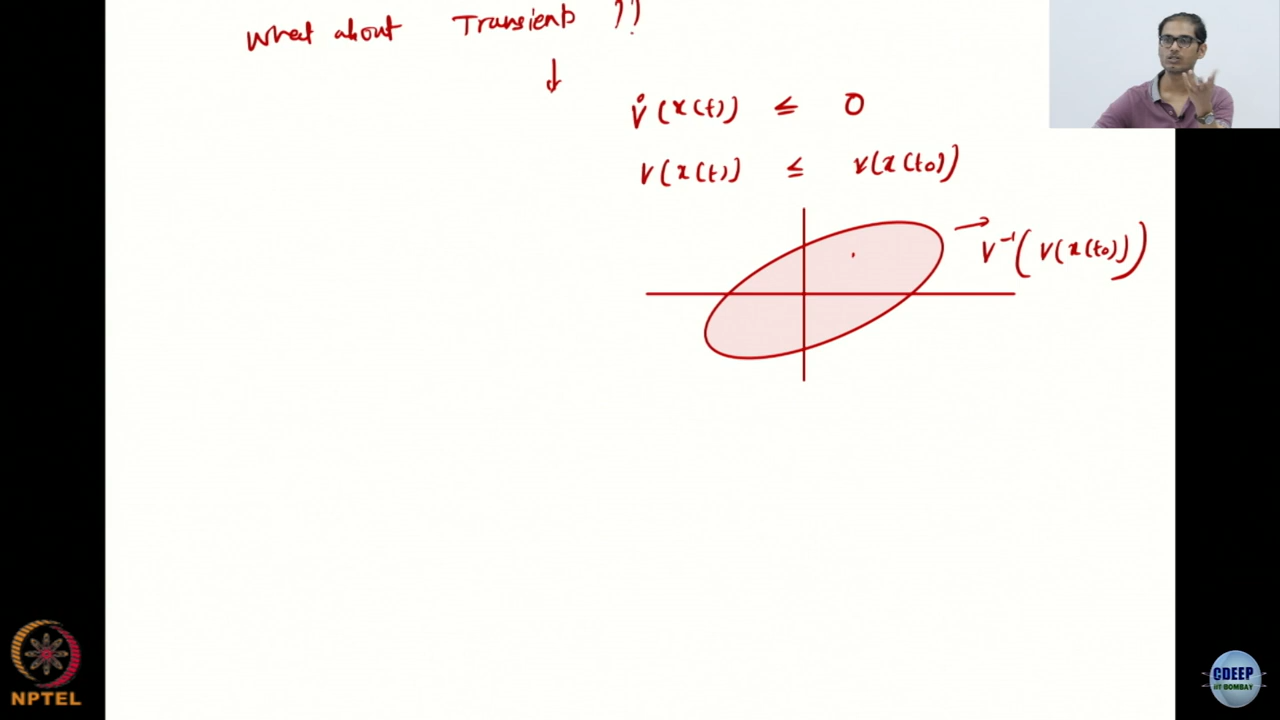 What about Transients ??
V̇(x(t)) ≤ 0
V(x(t)) ≤ V(x(t₀))
→ V⁻¹(V(x(t₀)))
NPTEL
CDEEP
IIT BOMBAY